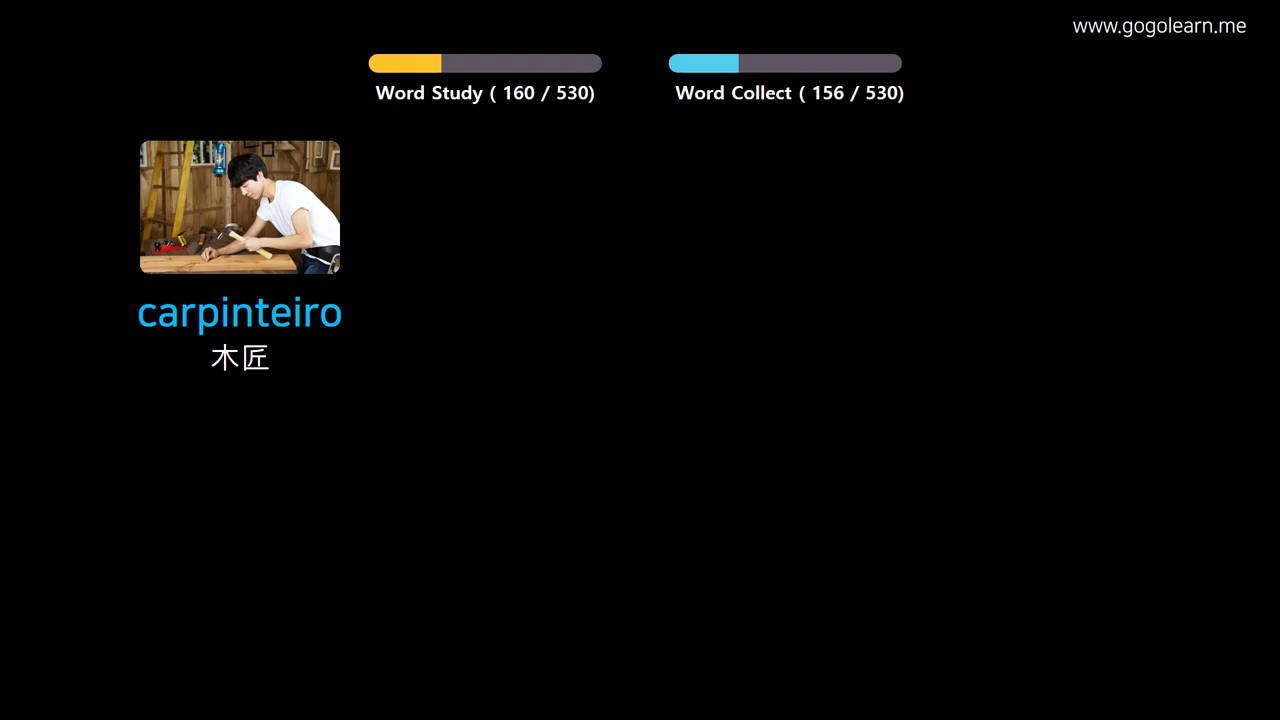 www.gogolearn.me
Word Study ( 160 / 530)
Word Collect ( 156 / 530)
carpinteiro
木匠